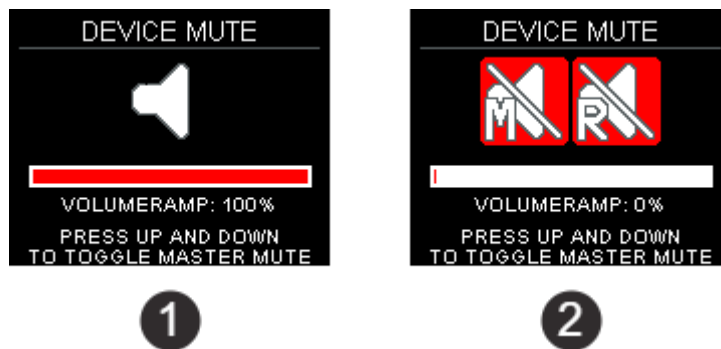 DEVICE MUTE
VOLUMERAMP: 100%
PRESS UP AND DOWN
TO TOGGLE MASTER MUTE
1
DEVICE MUTE
M R
VOLUMERAMP: 0%
PRESS UP AND DOWN
TO TOGGLE MASTER MUTE
2